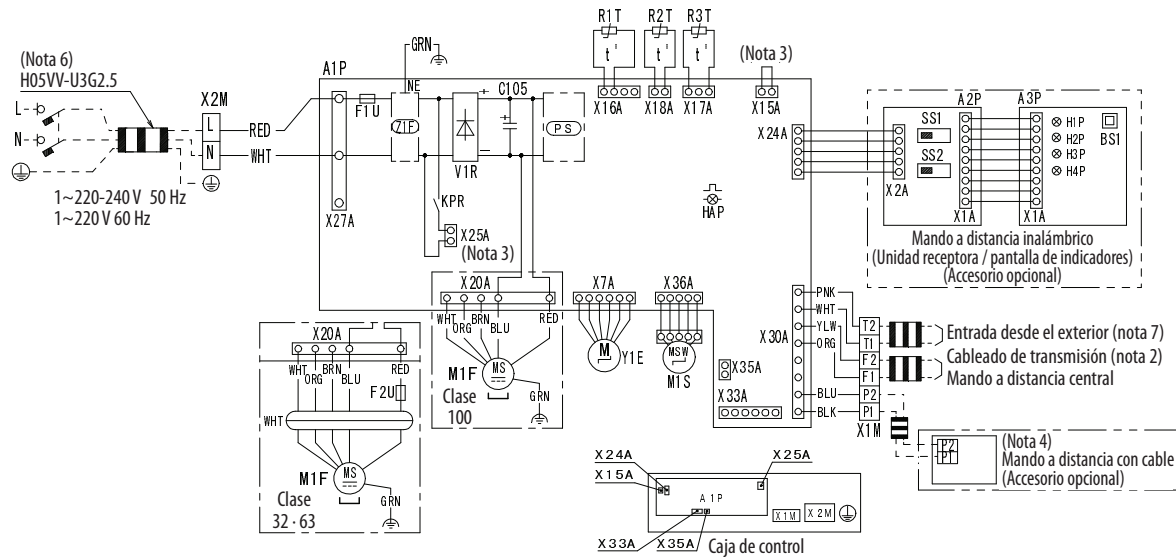 (Nota 6)
H05VV-U3G2.5
L
N
X2M
L
N
RED
WHT
1~220-240 V 50 Hz
1~220 V 60 Hz
A1P
F1U
X27A
GRN
NE
Z1F
V1R
C105
+
+
−
PS
KPR
X25A
(Nota 3)
R1T
R2T
R3T
t°
t°
t°
X16A
X18A
X17A
(Nota 3)
X15A
HAP
X24A
A2P
A3P
SS1
SS2
X2A
X1A
X1A
H1P
H2P
H3P
H4P
BS1
Mando a distancia inalámbrico
(Unidad receptora / pantalla de indicadores)
(Accesorio opcional)
X20A
WHT
ORG
BRN
BLU
RED
M1F
MS
GRN
Clase
100
X20A
WHT
ORG
BRN
BLU
RED
F2U
WHT
M1F
MS
GRN
Clase
32 · 63
X7A
M
Y1E
X36A
MSW
M1S
X35A
X33A
X30A
PNK
WHT
YLW
ORG
BLU
BLK
T2
T1
F2
F1
P2
P1
X1M
Entrada desde el exterior (nota 7)
Cableado de transmisión (nota 2)
Mando a distancia central
P2
P1
(Nota 4)
Mando a distancia con cable
(Accesorio opcional)
X24A
X15A
X25A
A1P
X1M
X2M
X33A
X35A
Caja de control